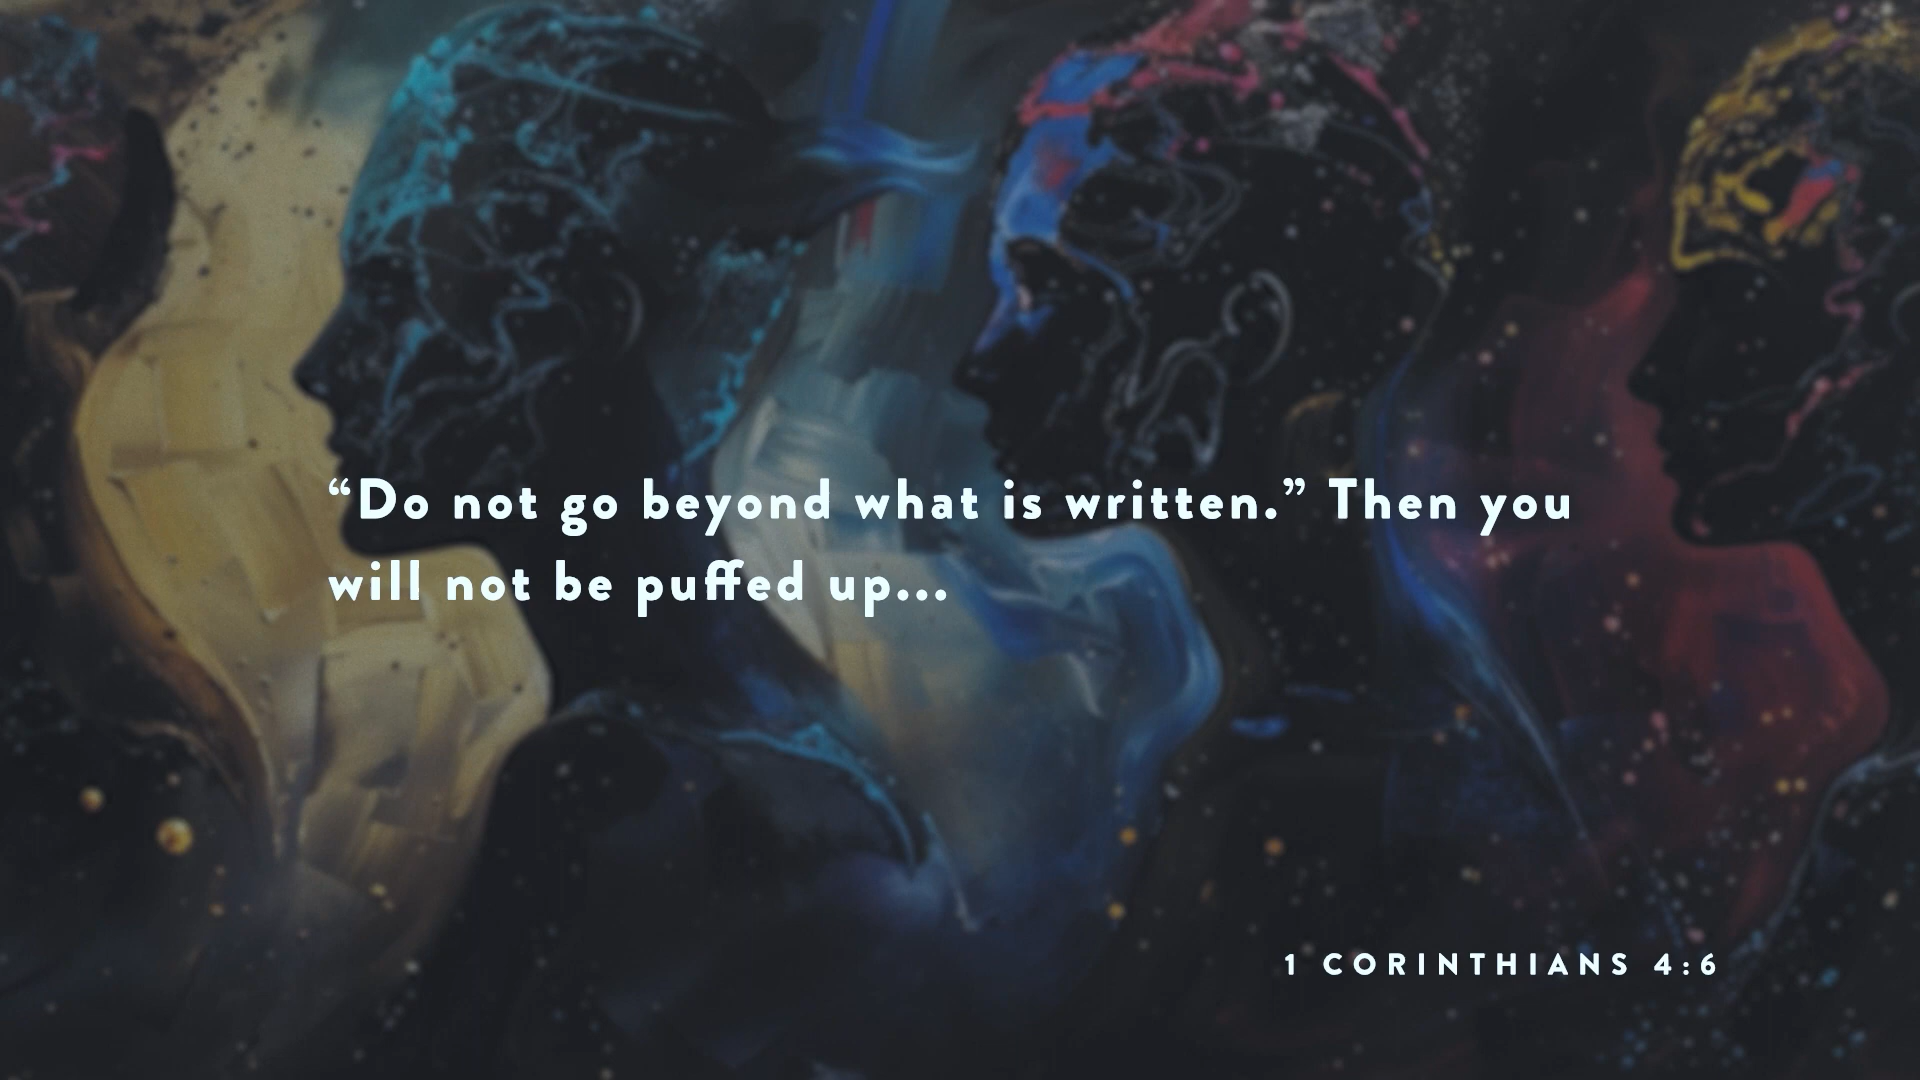 “Do not go beyond what is written.” Then you
will not be puffed up...
1 CORINTHIANS 4:6